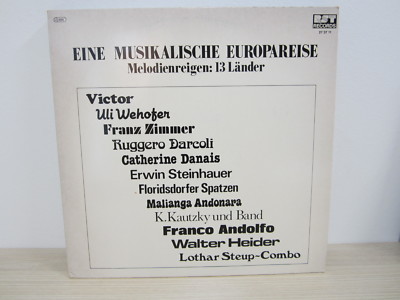 EINE MUSIKALISCHE EUROPAREISE
Melodienreigen: 13 Länder
Victor
Uli Wehofer
Franz Zimmer
Ruggero Darcoli
Catherine Danais
Erwin Steinhauer
Floridsdorfer Spatzen
Malianga Andonara
K. Kautzky und Band
Franco Andolfo
Walter Heider
Lothar Steup-Combo